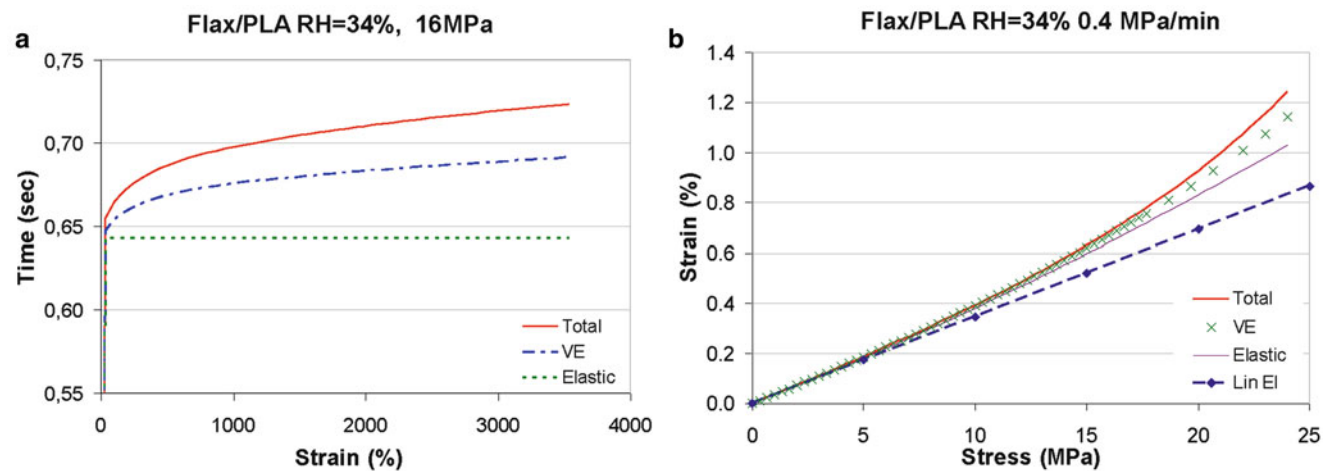 a
Flax/PLA RH=34%, 16MPa
Time (sec)
0,75
0,70
0,65
0,60
0,55
0
1000
2000
3000
4000
Strain (%)
Total
VE
Elastic
b
Flax/PLA RH=34% 0.4 MPa/min
Strain (%)
1.4
1.2
1.0
0.8
0.6
0.4
0.2
0.0
0
5
10
15
20
25
Stress (MPa)
Total
VE
Elastic
Lin El